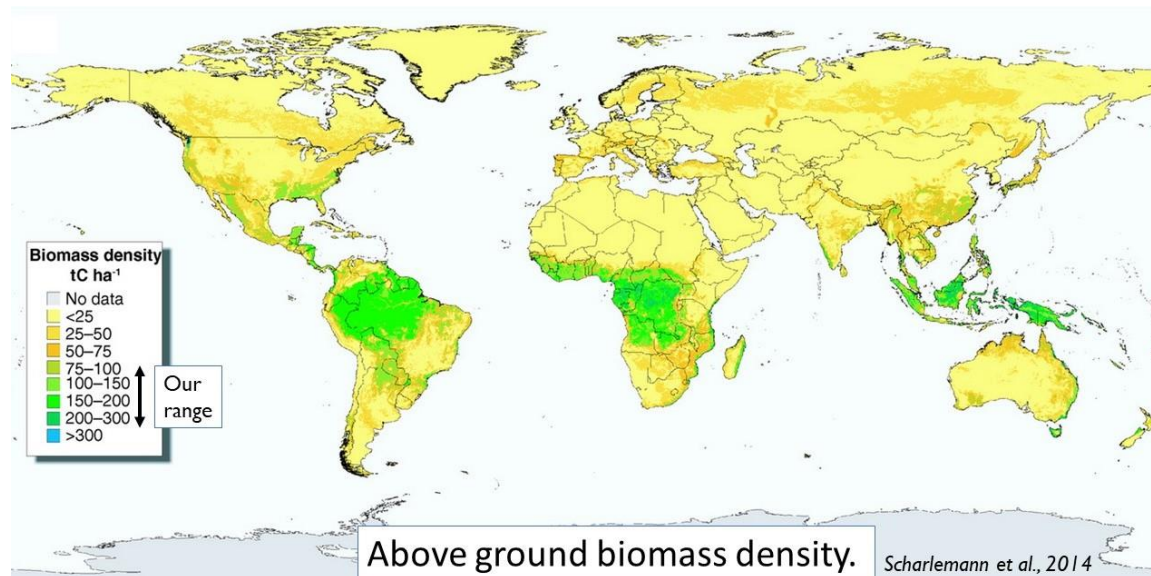 Biomass density
tC ha⁻¹
No data
<25
25–50
50–75
75–100
100–150
150–200
200–300
>300
Our
range
Above ground biomass density.
Scharlemann et al., 2014